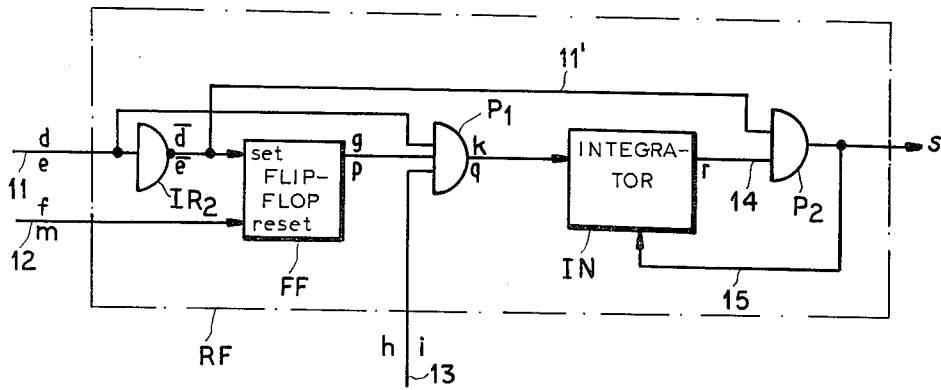 11'
P1
d
e
11
d
e
IR2
set
FLIP-
FLOP
reset
FF
g
p
k
q
INTEGRA-
TOR
IN
r
14
P2
S
f
m
12
15
RF
h i
13